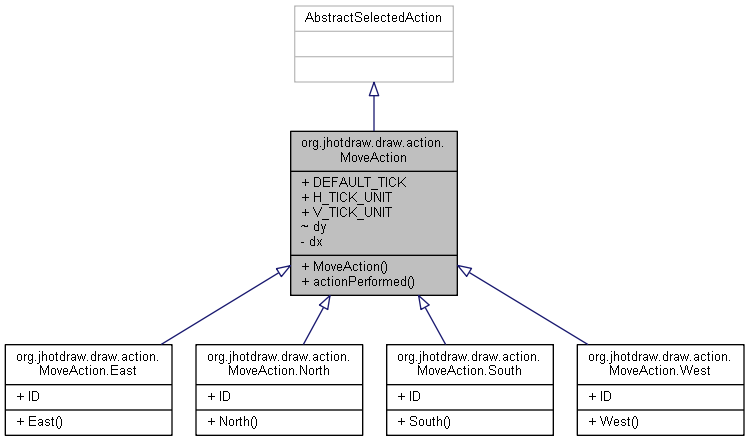 AbstractSelectedAction
org.jhotdraw.draw.action.
MoveAction
+ DEFAULT_TICK
+ H_TICK_UNIT
+ V_TICK_UNIT
~ dy
- dx
+ MoveAction()
+ actionPerformed()
org.jhotdraw.draw.action.
MoveAction.East
+ ID
+ East()
org.jhotdraw.draw.action.
MoveAction.North
+ ID
+ North()
org.jhotdraw.draw.action.
MoveAction.South
+ ID
+ South()
org.jhotdraw.draw.action.
MoveAction.West
+ ID
+ West()